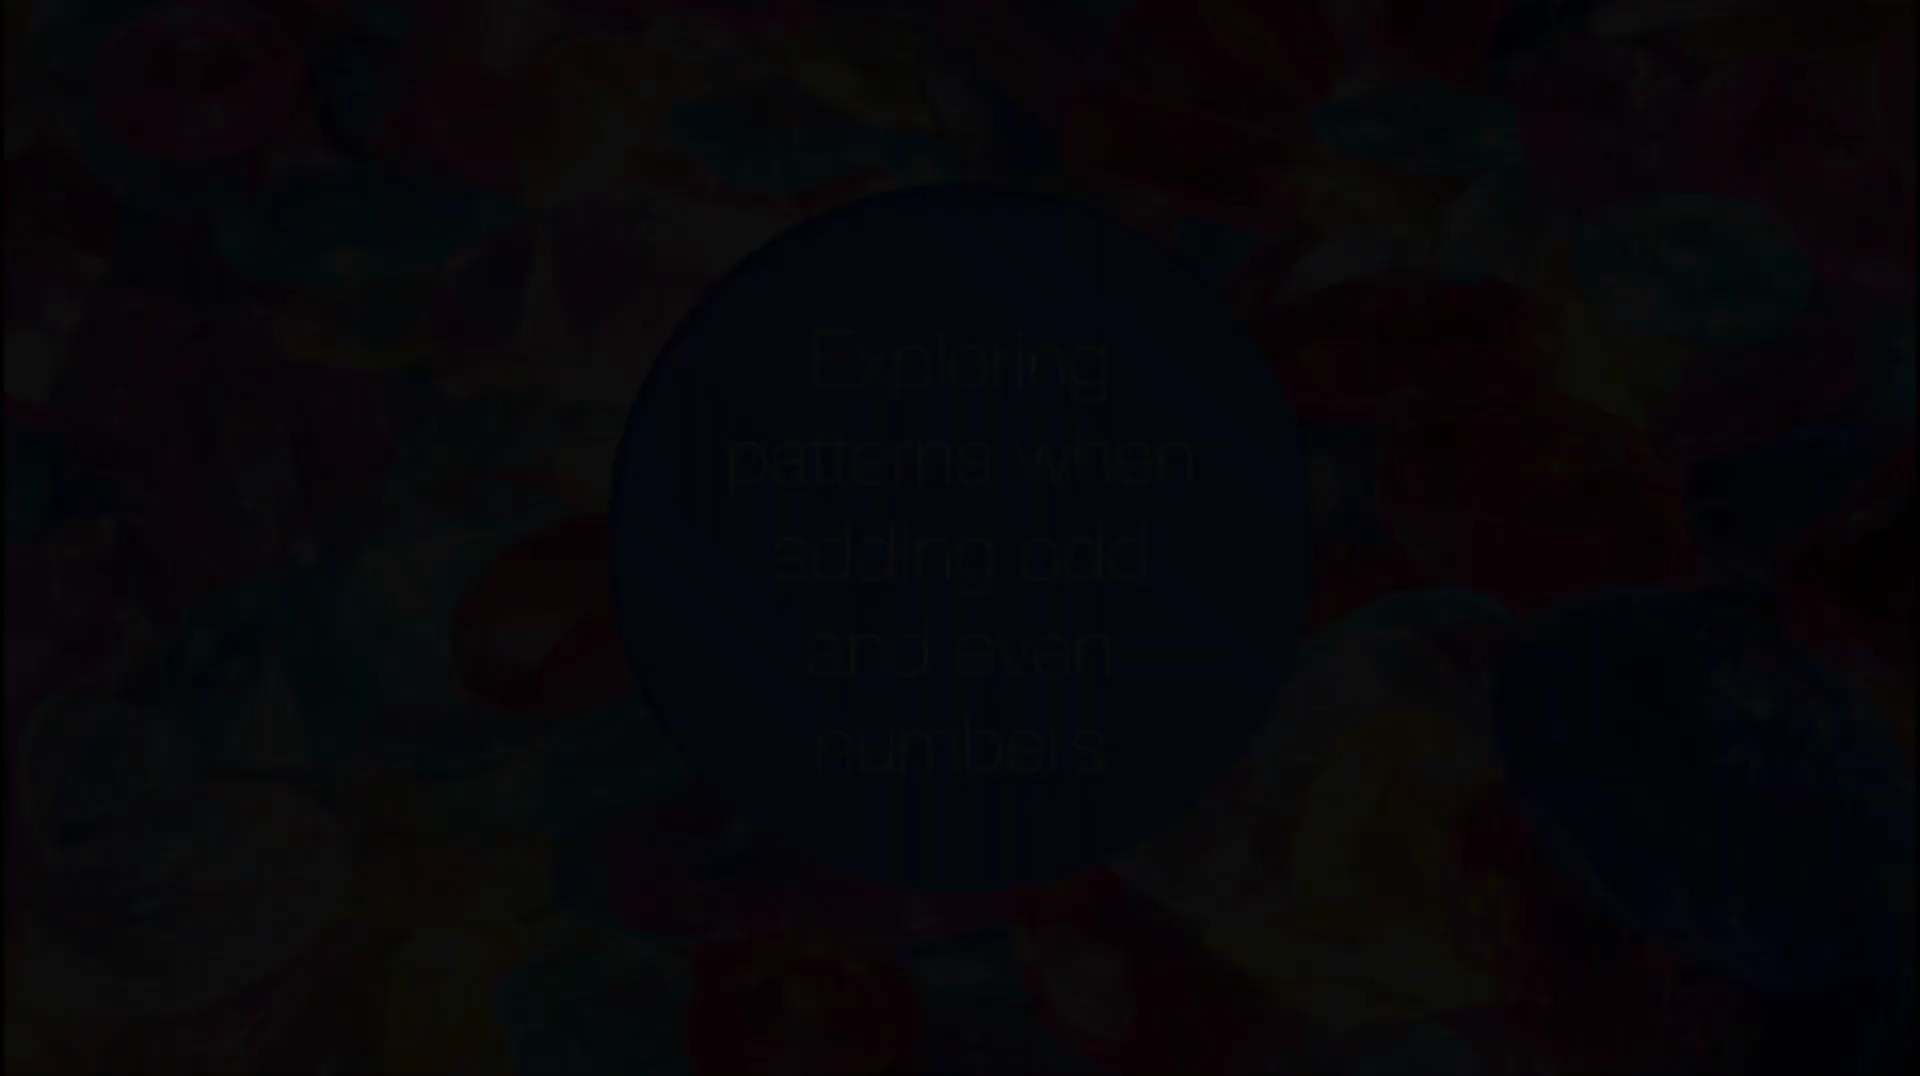 Exploring
patterns when
adding odd
and even
numbers